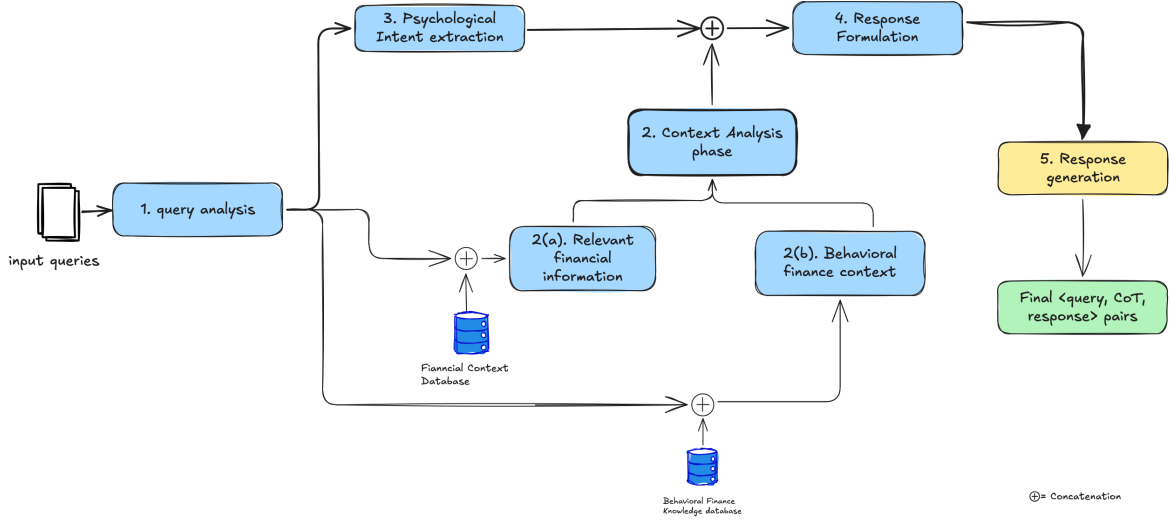 3. Psychological
Intent extraction
4. Response
Formulation
2. Context Analysis
phase
5. Response
generation
1. query analysis
input queries
2(a). Relevant
financial
information
2(b). Behavioral
finance context
Final <query, CoT,
response> pairs
Fianncial Context
Database
Behavioral Finance
Knowledge database
⊕= Concatenation